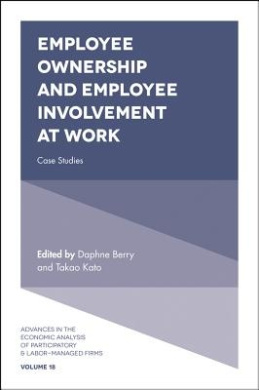 EMPLOYEE
OWNERSHIP
AND EMPLOYEE
INVOLVEMENT
AT WORK
Case Studies
Edited by Daphne Berry
and Takao Kato
ADVANCES IN THE
ECONOMIC ANALYSIS
OF PARTICIPATORY
& LABOR-MANAGED FIRMS
VOLUME 18